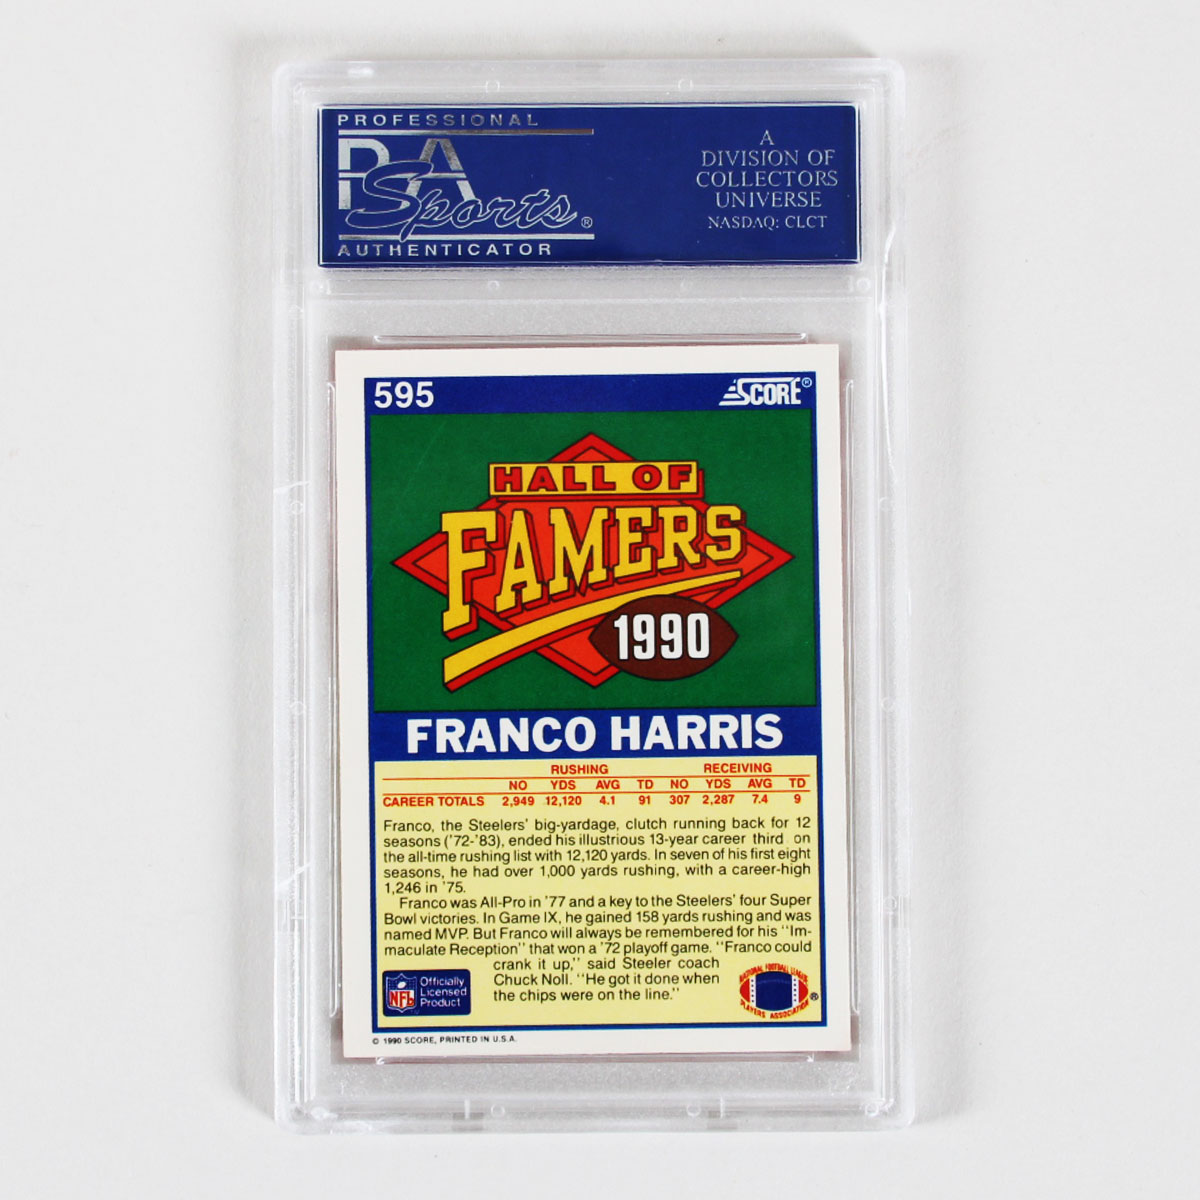 PROFESSIONAL
PSA
Sports®
AUTHENTICATOR
A
DIVISION OF
COLLECTORS
UNIVERSE
NASDAQ: CLCT
595
SCORE®
HALL OF
FAMERS
1990
FRANCO HARRIS
RUSHING RECEIVING
NO YDS AVG TD NO YDS AVG TD
CAREER TOTALS 2,949 12,120 4.1 91 307 2,287 7.4 9
Franco, the Steelers' big-yardage, clutch running back for 12
seasons ('72-'83), ended his illustrious 13-year career third on
the all-time rushing list with 12,120 yards. In seven of his first eight
seasons, he had over 1,000 yards rushing, with a career-high
1,246 in '75.
Franco was All-Pro in '77 and a key to the Steelers' four Super
Bowl victories. In Game IX, he gained 158 yards rushing and was
named MVP. But Franco will always be remembered for his "Im-
maculate Reception" that won a '72 playoff game. "Franco could
crank it up," said Steeler coach
Chuck Noll. "He got it done when
the chips were on the line."
NFL
Officially
Licensed
Product
NATIONAL FOOTBALL LEAGUE
PLAYERS ASSOCIATION ®
© 1990 SCORE, PRINTED IN U.S.A.